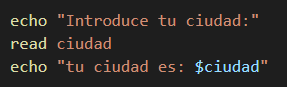 echo "Introduce tu ciudad:"
read ciudad
echo "tu ciudad es: $ciudad"